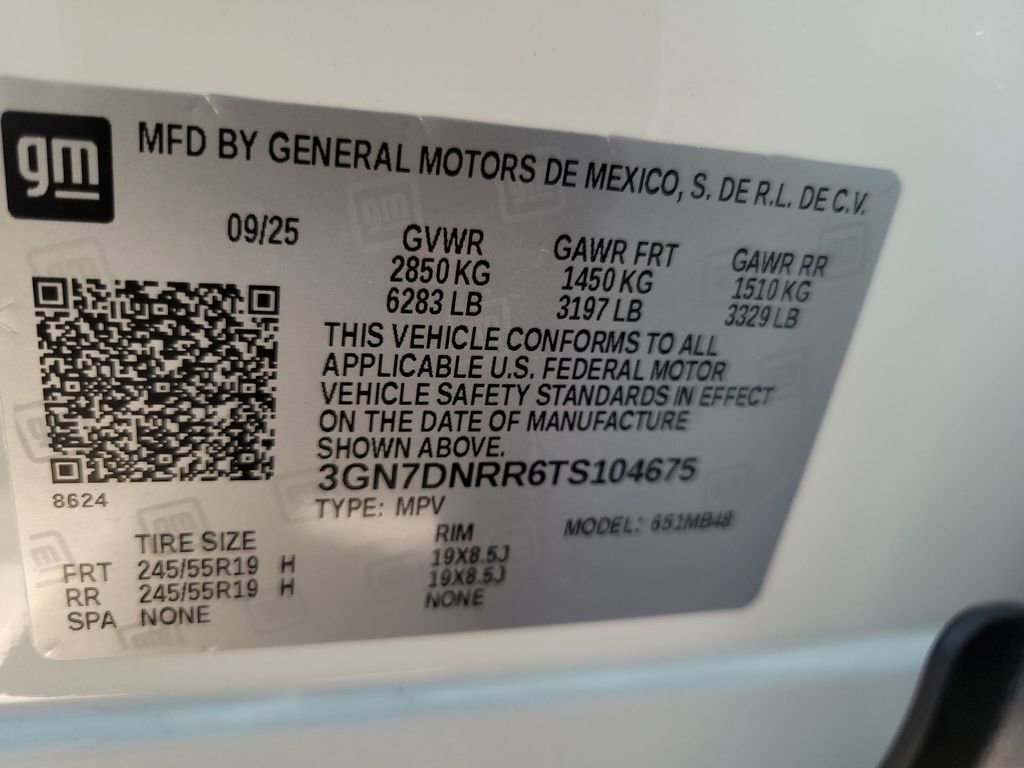 gm
MFD BY GENERAL MOTORS DE MEXICO, S. DE R.L. DE C.V.
09/25
GVWR GAWR FRT GAWR RR
2850 KG 1450 KG 1510 KG
6283 LB 3197 LB 3329 LB
THIS VEHICLE CONFORMS TO ALL
APPLICABLE U.S. FEDERAL MOTOR
VEHICLE SAFETY STANDARDS IN EFFECT
ON THE DATE OF MANUFACTURE
SHOWN ABOVE.
3GN7DNRR6TS104675
8624
TYPE: MPV MODEL: 651MB48
TIRE SIZE RIM
FRT 245/55R19 H 19X8.5J
RR 245/55R19 H 19X8.5J
SPA NONE NONE